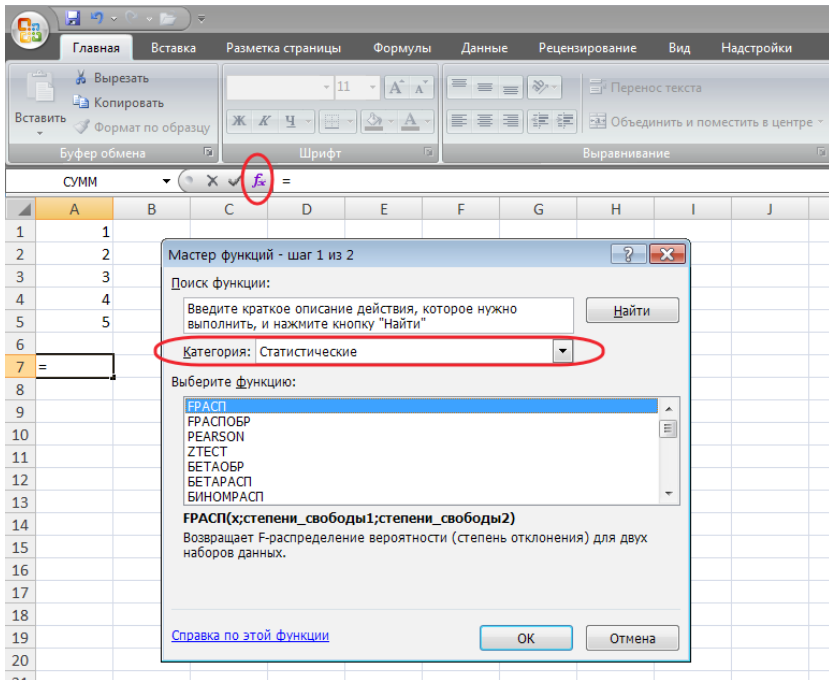 Главная Вставка Разметка страницы Формулы Данные Рецензирование Вид Надстройки
Вставить
Вырезать
Копировать
Формат по образцу
Буфер обмена
11
A A
Ж К Ч А
Шрифт
Перенос текста
Объединить и поместить в центре
Выравнивание
СУММ fx =
A B C D E F G H I J
1 1
2 2
3 3
4 4
5 5
6
7 =
8
9
10
11
12
13
14
15
16
17
18
19
20
21
Мастер функций - шаг 1 из 2
Поиск функции:
Введите краткое описание действия, которое нужно
выполнить, и нажмите кнопку "Найти"
Найти
Категория: Статистические
Выберите функцию:
FРАСП
FРАСПОБР
PEARSON
ZТЕСТ
БЕТАОБР
БЕТАРАСП
БИНОМРАСП
FРАСП(x;степени_свободы1;степени_свободы2)
Возвращает F-распределение вероятности (степень отклонения) для двух
наборов данных.
Справка по этой функции
ОК Отмена